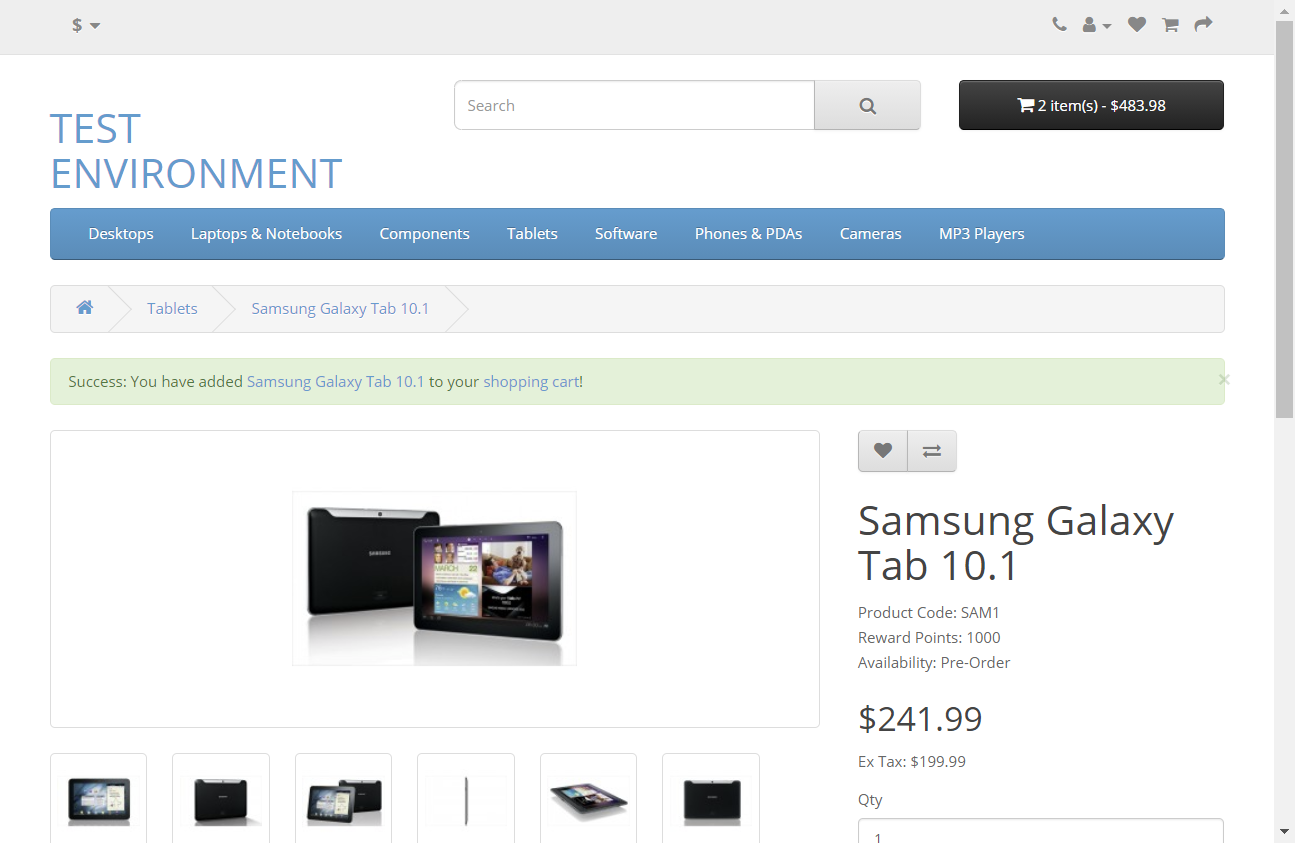 $
Search
2 item(s) - $483.98
TEST
ENVIRONMENT
Desktops
Laptops & Notebooks
Components
Tablets
Software
Phones & PDAs
Cameras
MP3 Players
Tablets
Samsung Galaxy Tab 10.1
Success: You have added Samsung Galaxy Tab 10.1 to your shopping cart!
×
SAMSUNG
MARCH 22
Samsung Galaxy
Tab 10.1
Product Code: SAM1
Reward Points: 1000
Availability: Pre-Order
$241.99
Ex Tax: $199.99
Qty
1